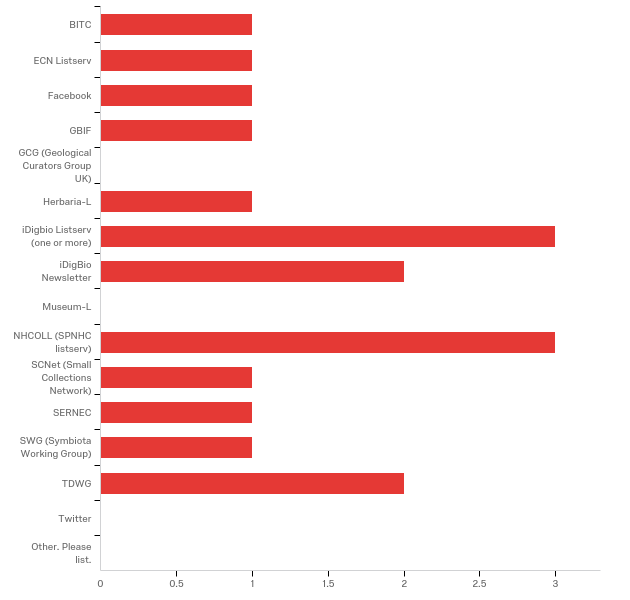 BITC
ECN Listserv
Facebook
GBIF
GCG (Geological
Curators Group
UK)
Herbaria-L
iDigbio Listserv
(one or more)
iDigBio
Newsletter
Museum-L
NHCOLL (SPNHC
listserv)
SCNet (Small
Collections
Network)
SERNEC
SWG (Symbiota
Working Group)
TDWG
Twitter
Other. Please
list.
0 0.5 1 1.5 2 2.5 3